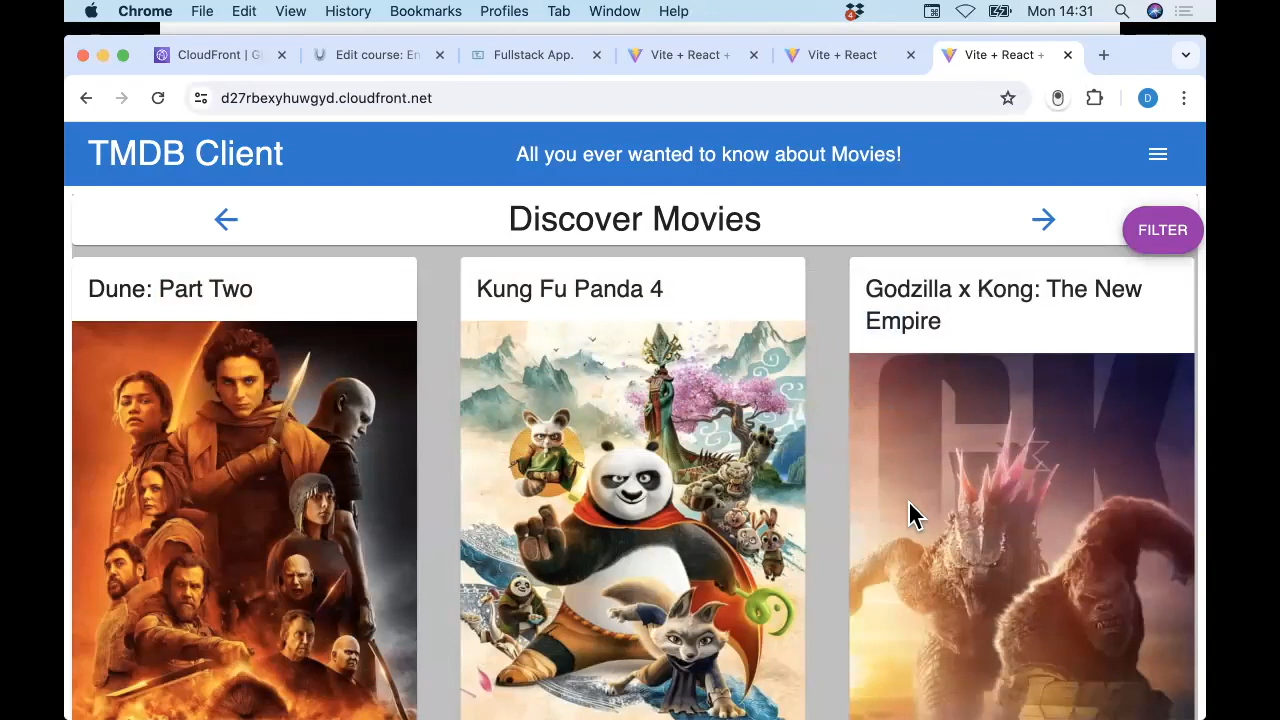 Chrome File Edit View History Bookmarks Profiles Tab Window Help 4 Mon 14:31
CloudFront | G Edit course: En Fullstack App. Vite + React + Vite + React Vite + React +
d27rbexyhuwgyd.cloudfront.net D
TMDB Client All you ever wanted to know about Movies!
Discover Movies
FILTER
Dune: Part Two
Kung Fu Panda 4
Godzilla x Kong: The New
Empire
GK